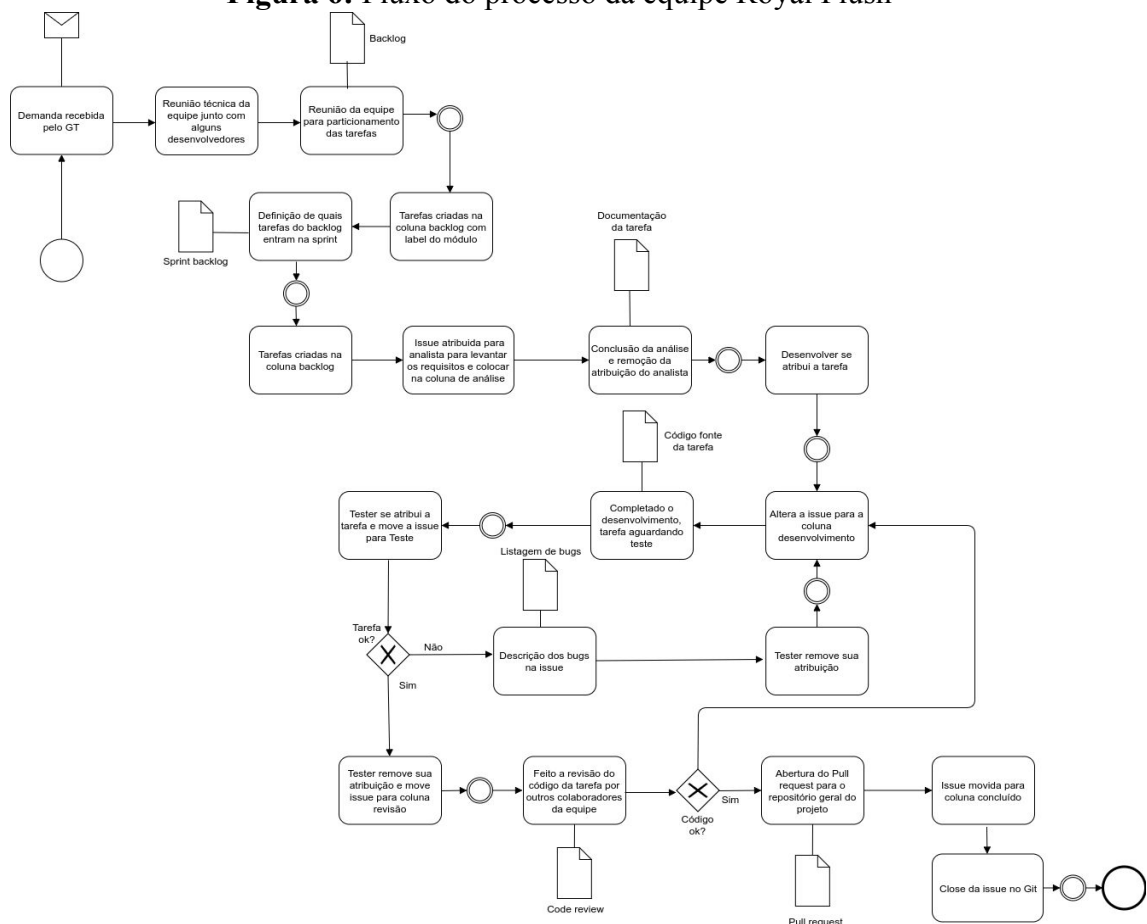 Figura 6: Fluxo do processo da equipe Royal Flush
Backlog
Demanda recebida
pelo GT
Reunião técnica da
equipe junto com
alguns
desenvolvedores
Reunião da equipe
para particionamento
das tarefas
Sprint backlog
Definição de quais
tarefas do backlog
entram na sprint
Tarefas criadas na
coluna backlog com
label do módulo
Documentação
da tarefa
Tarefas criadas na
coluna backlog
Issue atribuida para
analista para levantar
os requisitos e colocar
na coluna de análise
Conclusão da análise
e remoção da
atribuição do analista
Desenvolver se
atribui a tarefa
Código fonte
da tarefa
Tester se atribui a
tarefa e move a issue
para Teste
Completado o
desenvolvimento,
tarefa aguardando
teste
Altera a issue para a
coluna
desenvolvimento
Listagem de bugs
Tarefa
ok?
Não
Sim
Descrição dos bugs
na issue
Tester remove sua
atribuição
Tester remove sua
atribuição e move
issue para coluna
revisão
Feito a revisão do
código da tarefa por
outros colaboradores
da equipe
Code review
Código
ok?
Sim
Abertura do Pull
request para o
repositório geral do
projeto
Pull request
Issue movida para
coluna concluído
Close da issue no Git